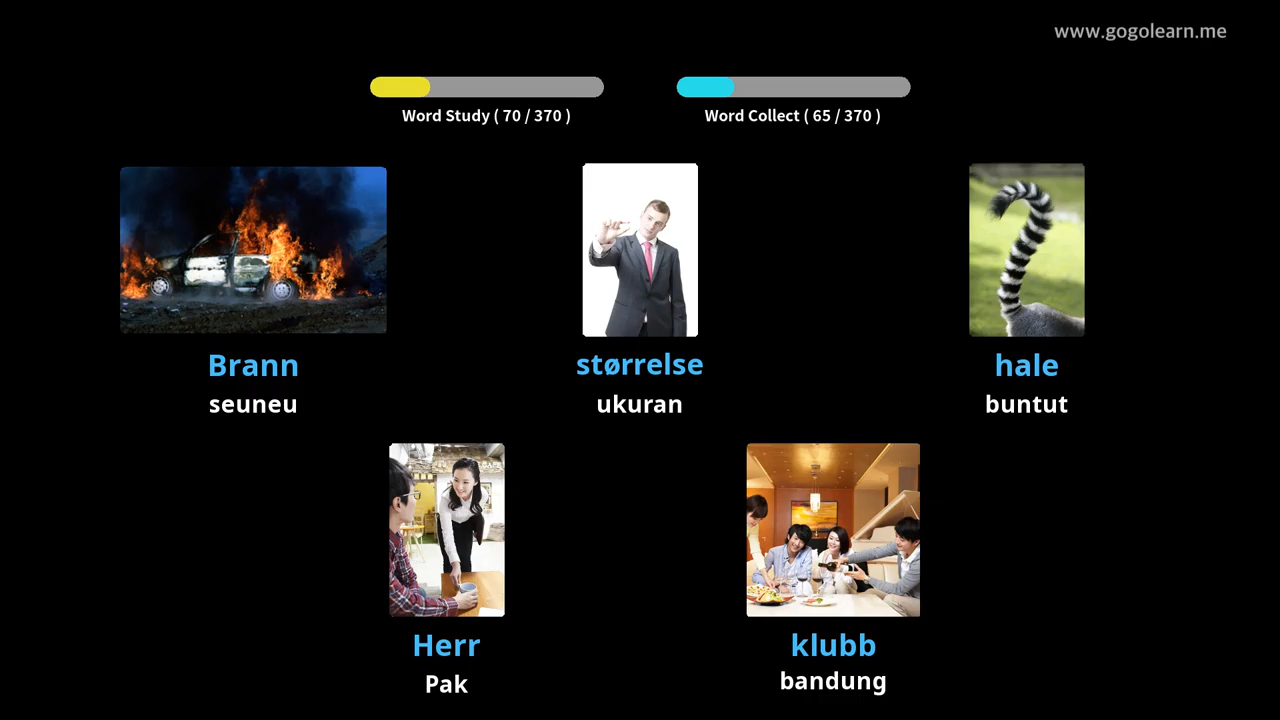 www.gogolearn.me
Word Study ( 70 / 370 )
Word Collect ( 65 / 370 )
Brann
seuneu
størrelse
ukuran
hale
buntut
Herr
Pak
klubb
bandung